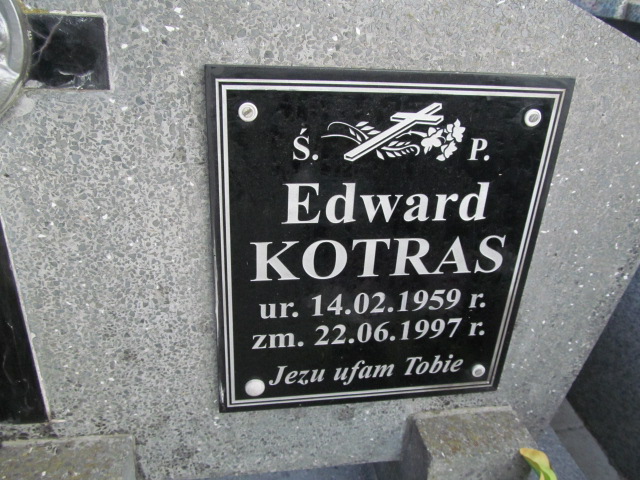 Ś. P.
Edward
KOTRAS
ur. 14.02.1959 r.
zm. 22.06.1997 r.
Jezu ufam Tobie